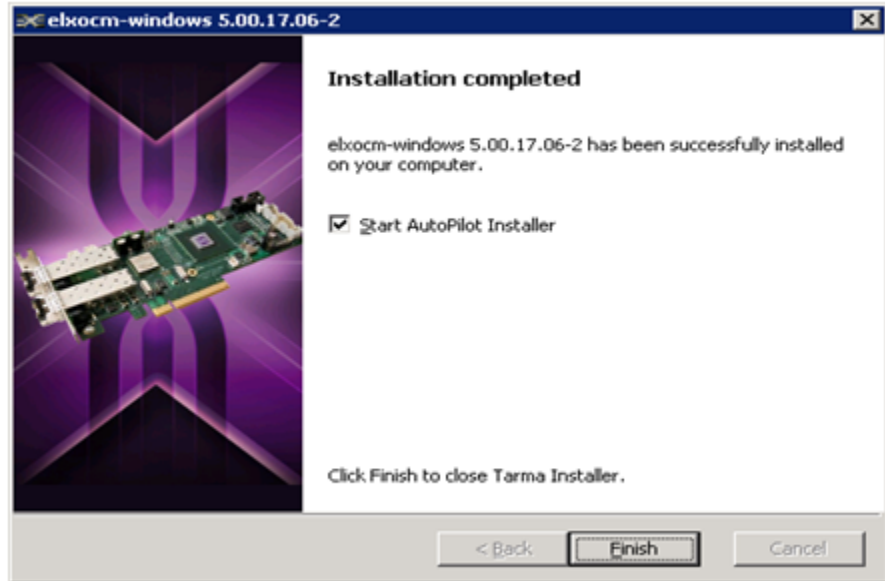 elxocm-windows 5.00.17.06-2
Installation completed
elxocm-windows 5.00.17.06-2 has been successfully installed
on your computer.
Start AutoPilot Installer
Click Finish to close Tarma Installer.
< Back
Finish
Cancel